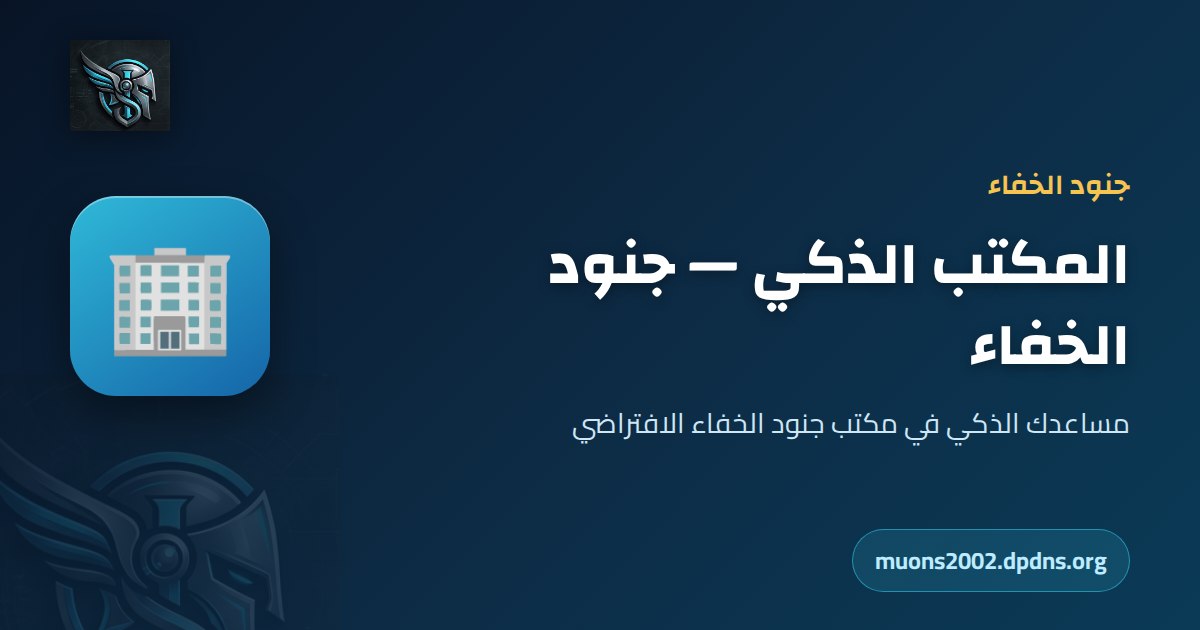 جنود الخفاء
المكتب الذكي — جنود
الخفاء
مساعدك الذكي في مكتب جنود الخفاء الافتراضي
muons2002.dpdns.org